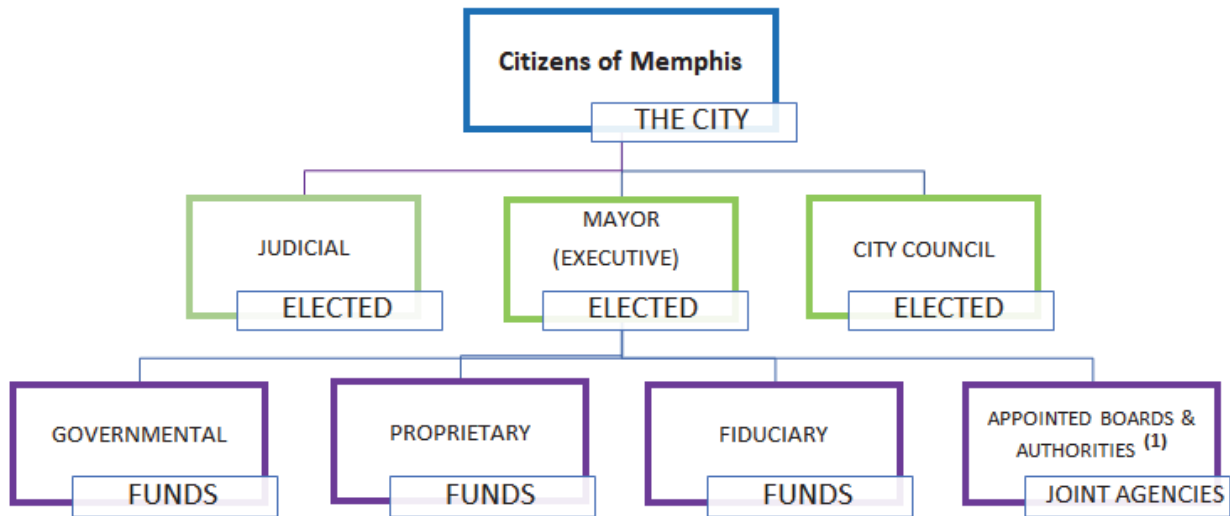 Citizens of Memphis
THE CITY
JUDICIAL
ELECTED
MAYOR
(EXECUTIVE)
ELECTED
CITY COUNCIL
ELECTED
GOVERNMENTAL
FUNDS
PROPRIETARY
FUNDS
FIDUCIARY
FUNDS
APPOINTED BOARDS &
AUTHORITIES (1)
JOINT AGENCIES